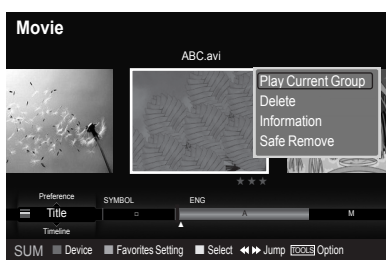 Movie
ABC.avi
Play Current Group
Delete
Information
Safe Remove
Preference
SYMBOL ENG
Title A M
Timeline
SUM Device Favorites Setting Select Jump TOOLS Option